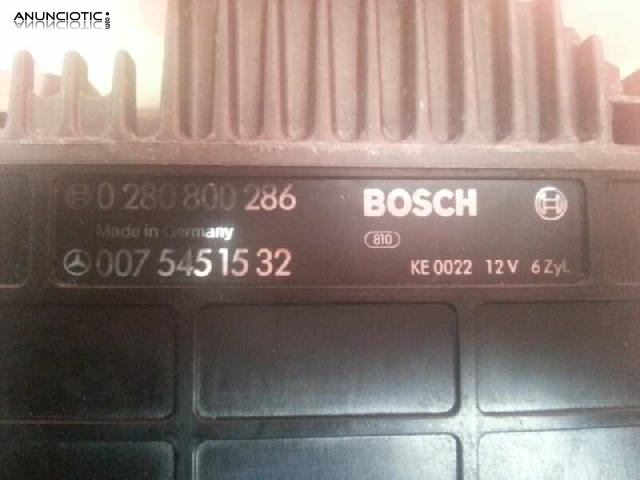 ANUNCIOTIC.com
0 280 800 286
BOSCH
Made in Germany
810
007 545 15 32
KE 0022 12 V 6 Zyl.